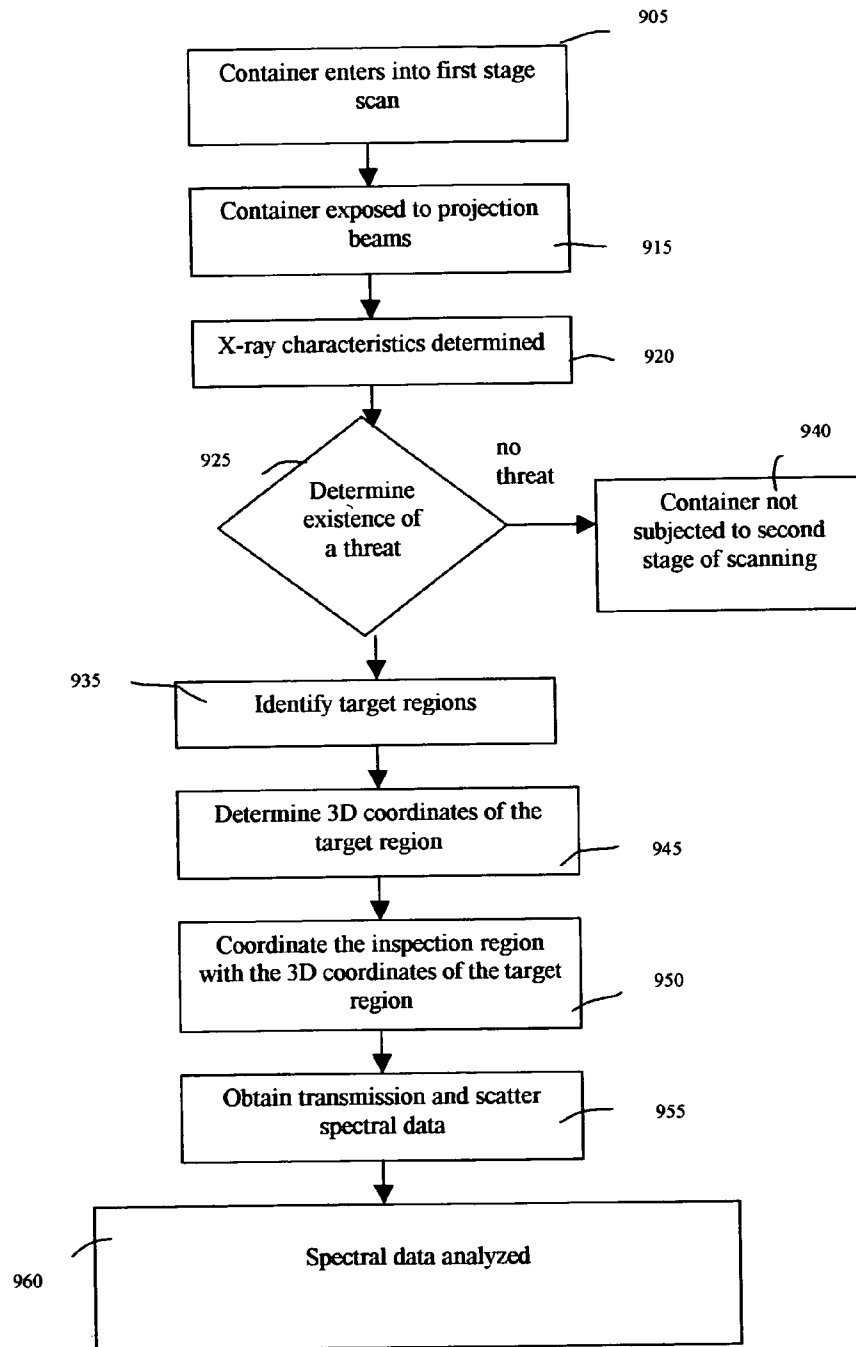 905
Container enters into first stage
scan
Container exposed to projection
beams
915
X-ray characteristics determined
920
925
Determine
existence of
a threat
no
threat
940
Container not
subjected to second
stage of scanning
935
Identify target regions
Determine 3D coordinates of the
target region
945
Coordinate the inspection region
with the 3D coordinates of the target
region
950
Obtain transmission and scatter
spectral data
955
Spectral data analyzed
960